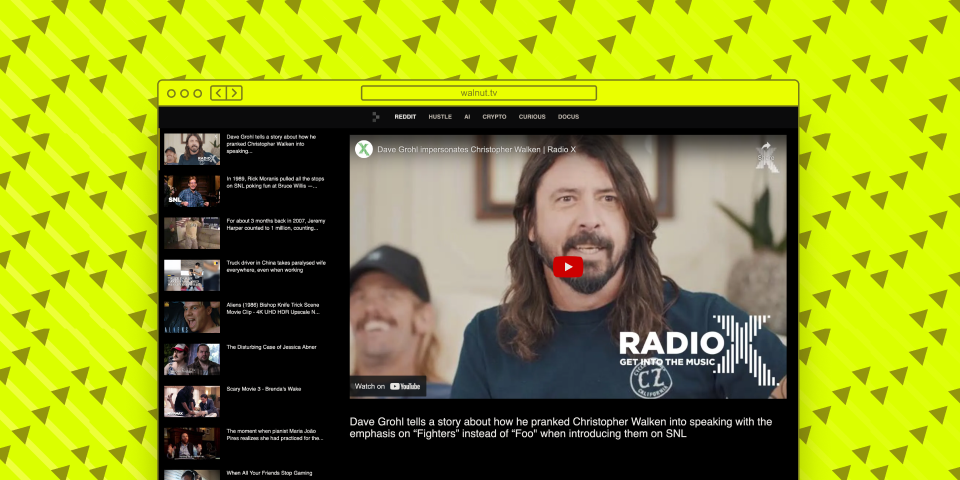 walnut.tv
REDDIT HUSTLE AI CRYPTO CURIOUS DOCUS
Dave Grohl tells a story about how he
pranked Christopher Walken into
speaking...
In 1989, Rick Moranis pulled all the stops
on SNL poking fun at Bruce Willis —...
For about 3 months back in 2007, Jeremy
Harper counted to 1 million, counting...
Truck driver in China takes paralysed wife
everywhere, even when working
Aliens (1986) Bishop Knife Trick Scene
Movie Clip - 4K UHD HDR Upscale N...
The Disturbing Case of Jessica Abner
Scary Movie 3 - Brenda's Wake
The moment when pianist Maria João
Pires realizes she had practiced for the...
When All Your Friends Stop Gaming
RADIO X
SNL
X
Dave Grohl impersonates Christopher Walken | Radio X
RADIO X
GET INTO THE MUSIC
CZ
CALIFORNIA
Watch on YouTube
Dave Grohl tells a story about how he pranked Christopher Walken into speaking with the
emphasis on “Fighters” instead of “Foo” when introducing them on SNL